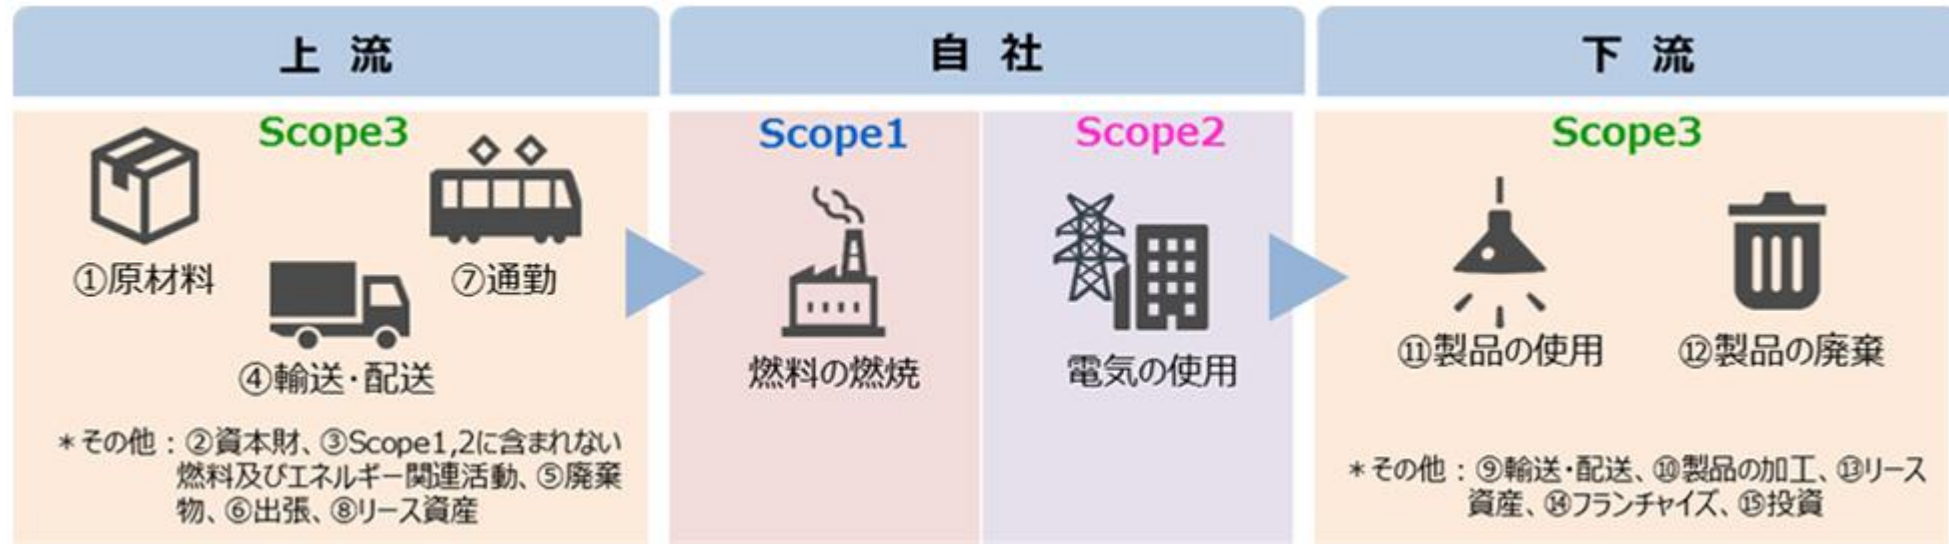 上 流
Scope3
①原材料
⑦通勤
④輸送・配送
＊その他：②資本財、③Scope1,2に含まれない
燃料及びエネルギー関連活動、⑤廃棄
物、⑥出張、⑧リース資産
自 社
Scope1
燃料の燃焼
Scope2
電気の使用
下 流
Scope3
⑪製品の使用
⑫製品の廃棄
＊その他：⑨輸送・配送、⑩製品の加工、⑬リース
資産、⑭フランチャイズ、⑮投資